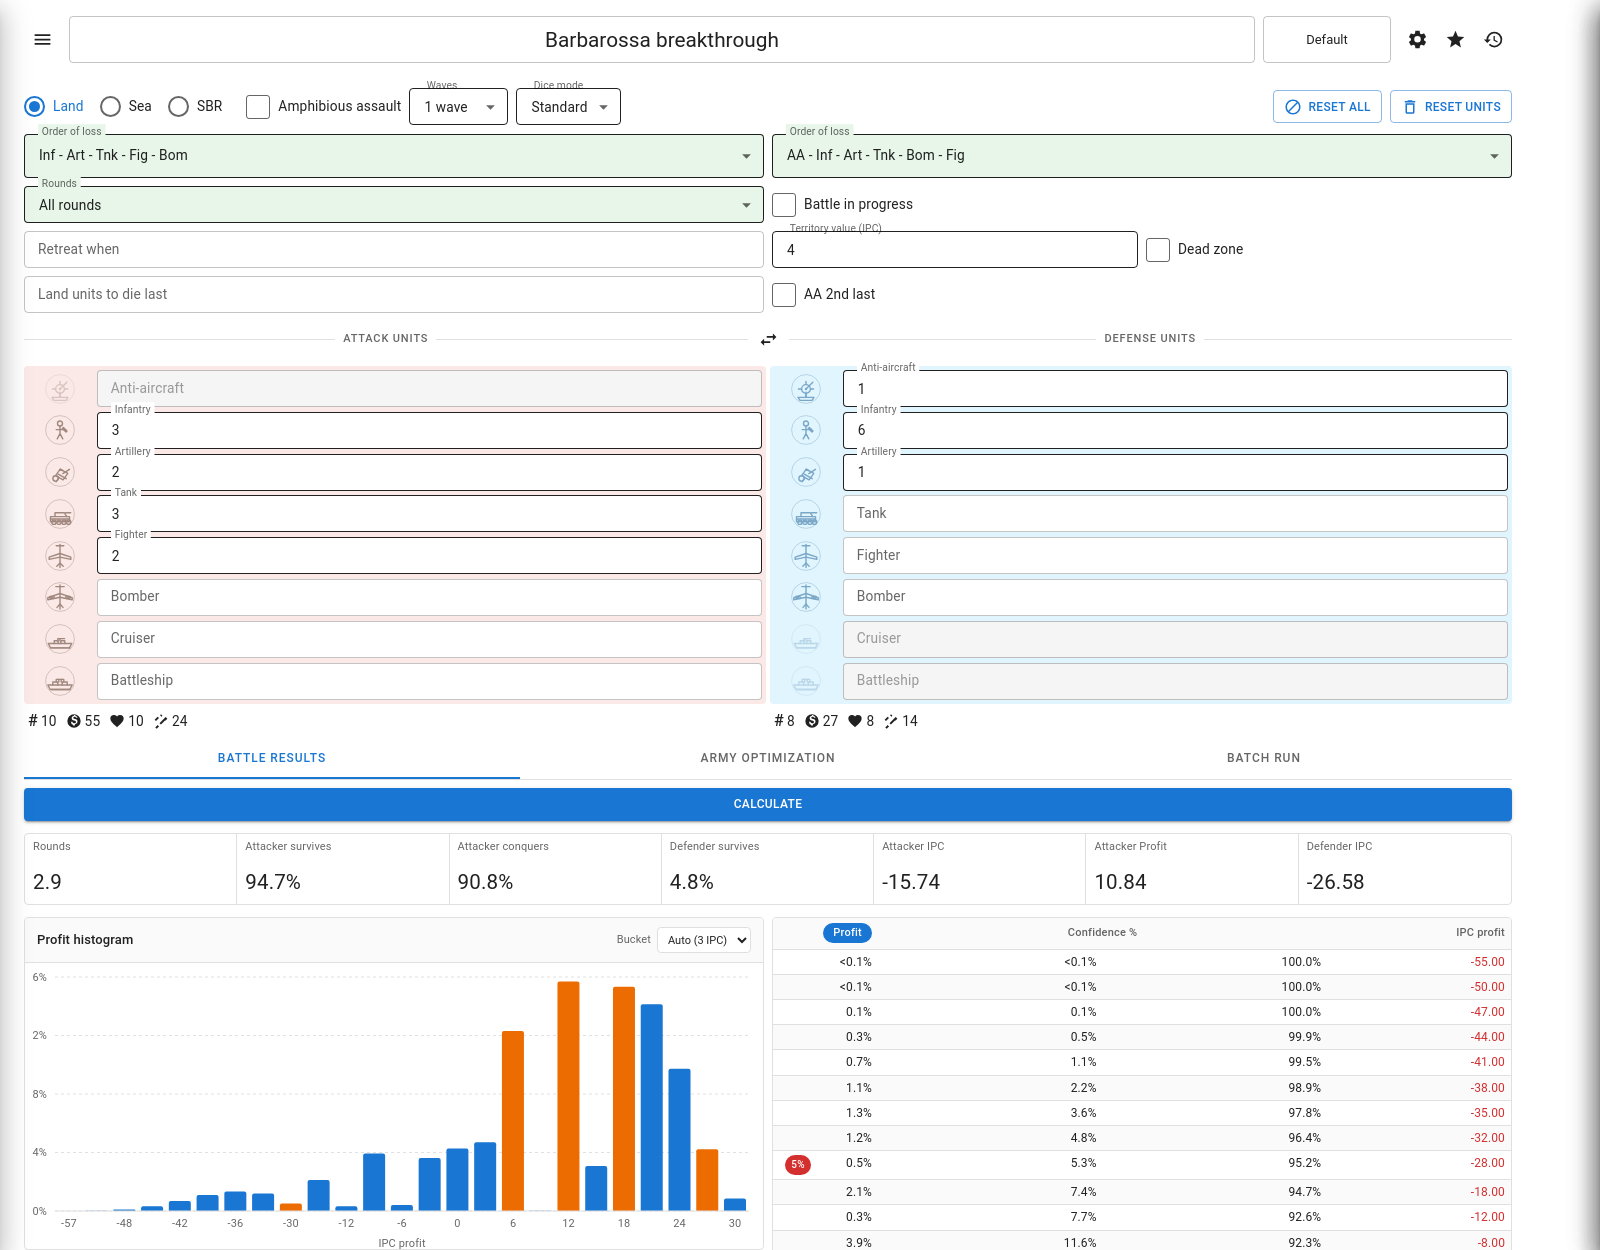 Barbarossa breakthrough
Default
Land
Sea
SBR
Amphibious assault
Waves
1 wave
Dice mode
Standard
RESET ALL
RESET UNITS
Order of loss
Inf - Art - Tnk - Fig - Bom
Order of loss
AA - Inf - Art - Tnk - Bom - Fig
Rounds
All rounds
Battle in progress
Retreat when
Territory value (IPC)
4
Dead zone
Land units to die last
AA 2nd last
ATTACK UNITS
DEFENSE UNITS
Anti-aircraft
Infantry
3
Artillery
2
Tank
3
Fighter
2
Bomber
Cruiser
Battleship
Anti-aircraft
1
Infantry
6
Artillery
1
Tank
Fighter
Bomber
Cruiser
Battleship
# 10 55 10 24
# 8 27 8 14
BATTLE RESULTS
ARMY OPTIMIZATION
BATCH RUN
CALCULATE
Rounds
2.9
Attacker survives
94.7%
Attacker conquers
90.8%
Defender survives
4.8%
Attacker IPC
-15.74
Attacker Profit
10.84
Defender IPC
-26.58
Profit histogram
Bucket
Auto (3 IPC)
6%
2%
8%
4%
0%
-57 -48 -42 -36 -30 -12 -6 0 6 12 18 24 30
IPC profit
Profit Confidence % IPC profit
<0.1% <0.1% 100.0% -55.00
<0.1% <0.1% 100.0% -50.00
0.1% 0.1% 100.0% -47.00
0.3% 0.5% 99.9% -44.00
0.7% 1.1% 99.5% -41.00
1.1% 2.2% 98.9% -38.00
1.3% 3.6% 97.8% -35.00
1.2% 4.8% 96.4% -32.00
5% 0.5% 5.3% 95.2% -28.00
2.1% 7.4% 94.7% -18.00
0.3% 7.7% 92.6% -12.00
3.9% 11.6% 92.3% -8.00